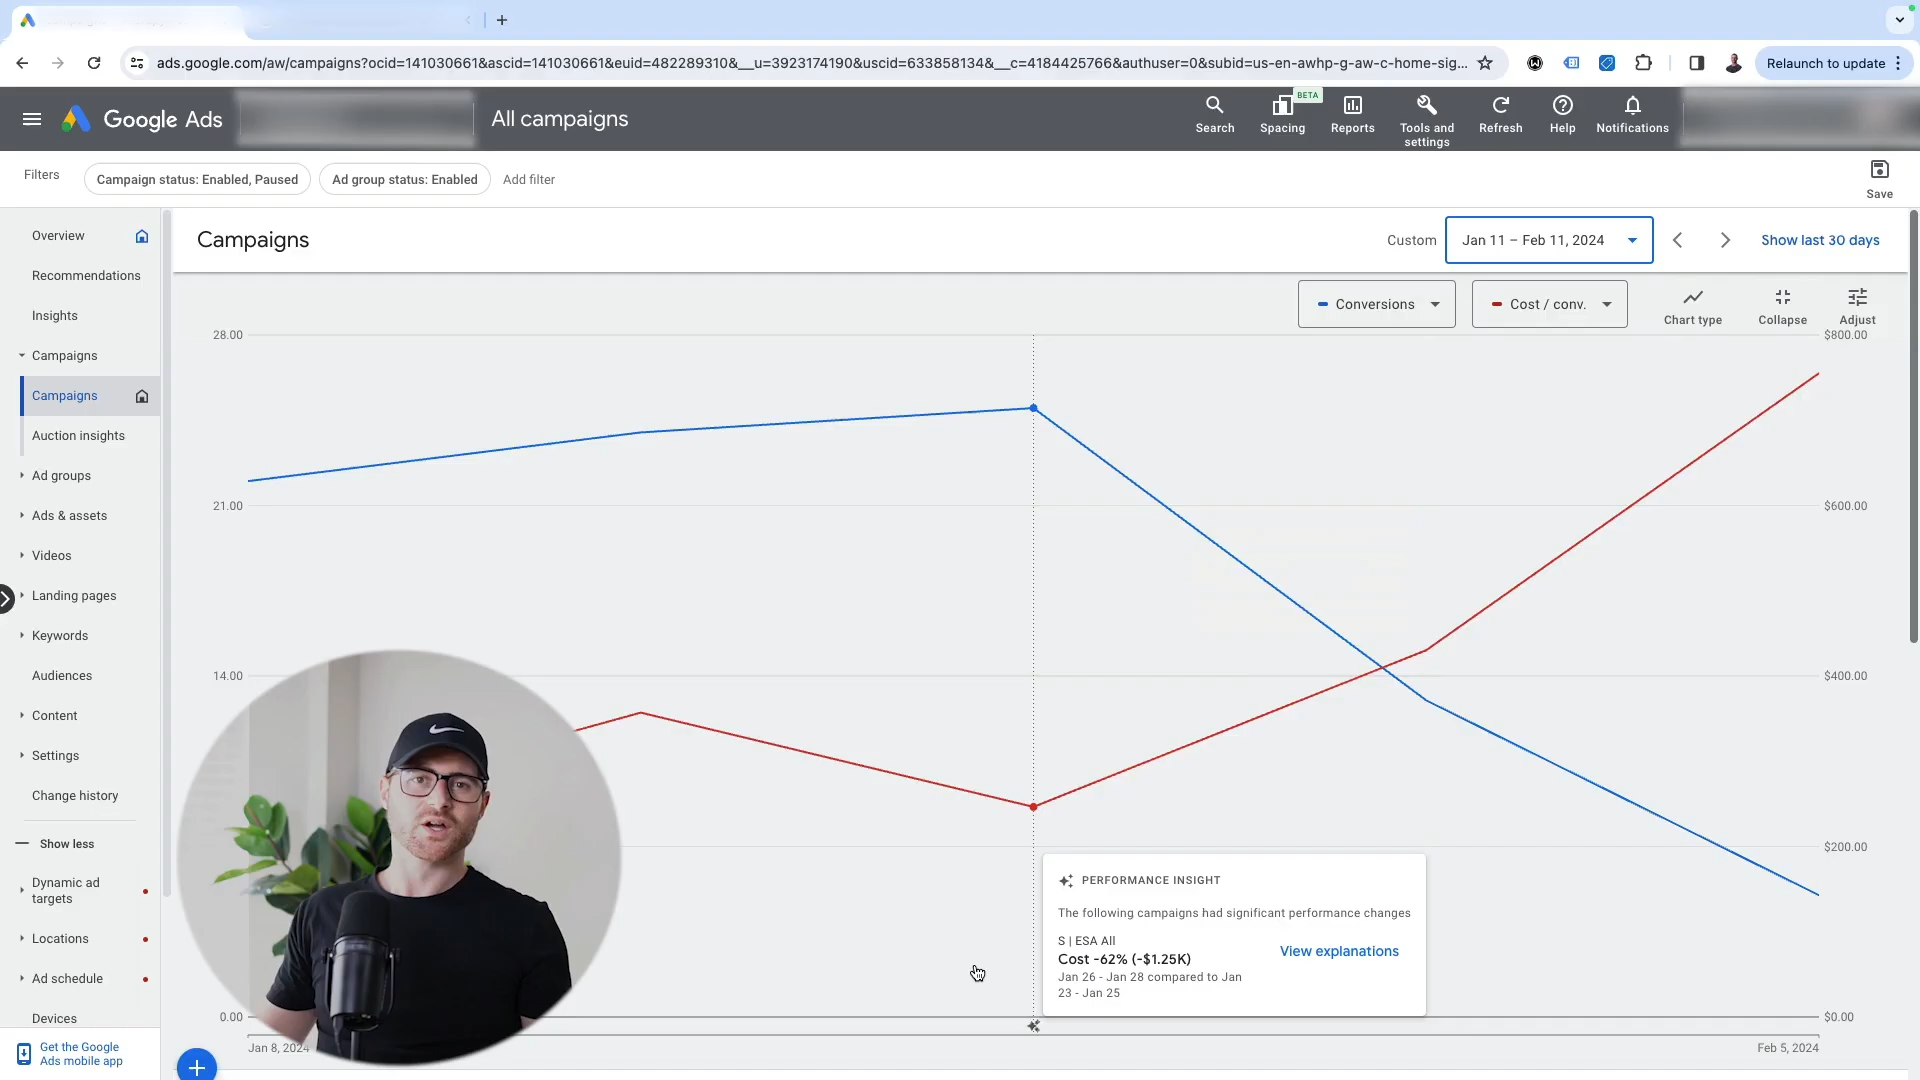 ads.google.com/aw/campaigns?ocid=141030661&ascid=141030661&euid=482289310&__u=3923174190&uscid=633858134&__c=4184425766&authuser=0&subid=us-en-awhp-g-aw-c-home-sig...
Relaunch to update
Google Ads
All campaigns
Search
BETA
Spacing
Reports
Tools and
settings
Refresh
Help
Notifications
Filters
Campaign status: Enabled, Paused
Ad group status: Enabled
Add filter
Save
Overview
Recommendations
Insights
Campaigns
Campaigns
Auction insights
Ad groups
Ads & assets
Videos
Landing pages
Keywords
Audiences
Content
Settings
Change history
Show less
Dynamic ad
targets
Locations
Ad schedule
Devices
Get the Google
Ads mobile app
Campaigns
Custom
Jan 11 – Feb 11, 2024
Show last 30 days
Conversions
Cost / conv.
Chart type
Collapse
Adjust
28.00
21.00
14.00
0.00
$800.00
$600.00
$400.00
$200.00
$0.00
Jan 8, 2024
Feb 5, 2024
PERFORMANCE INSIGHT
The following campaigns had significant performance changes
S | ESA All
Cost -62% (-$1.25K)
Jan 26 - Jan 28 compared to Jan
23 - Jan 25
View explanations